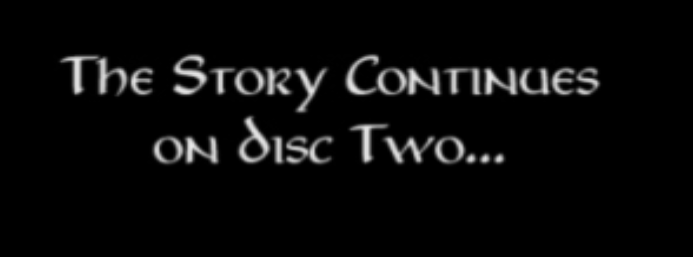 The Story Continues
on disc Two...